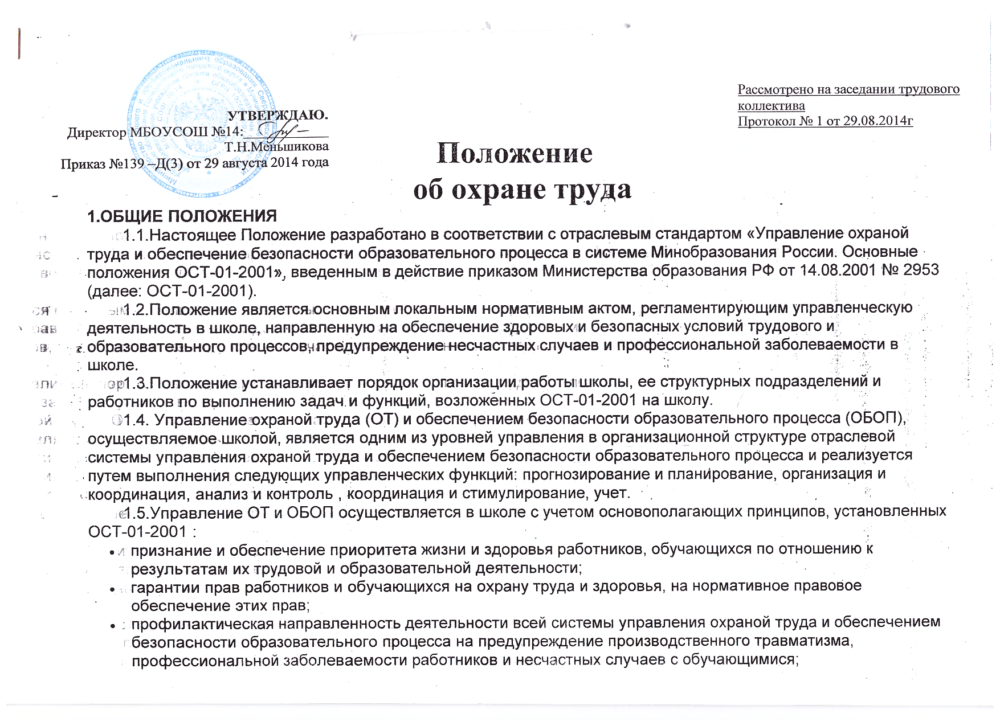 УТВЕРЖДАЮ.
Директор МБОУСОШ №14:
Т.Н.Меньшикова
Приказ №139 –Д(3) от 29 августа 2014 года
Рассмотрено на заседании трудового
коллектива
Протокол № 1 от 29.08.2014г
Положение
об охране труда
1.ОБЩИЕ ПОЛОЖЕНИЯ
1.1.Настоящее Положение разработано в соответствии с отраслевым стандартом «Управление охраной
труда и обеспечение безопасности образовательного процесса в системе Минобразования России. Основные
положения ОСТ-01-2001», введенным в действие приказом Министерства образования РФ от 14.08.2001 № 2953
(далее: ОСТ-01-2001).
1.2.Положение является основным локальным нормативным актом, регламентирующим управленческую
деятельность в школе, направленную на обеспечение здоровых и безопасных условий трудового и
образовательного процессов, предупреждение несчастных случаев и профессиональной заболеваемости в
школе.
1.3.Положение устанавливает порядок организации работы школы, ее структурных подразделений и
работников по выполнению задач и функций, возложенных ОСТ-01-2001 на школу.
1.4. Управление охраной труда (ОТ) и обеспечением безопасности образовательного процесса (ОБОП),
осуществляемое школой, является одним из уровней управления в организационной структуре отраслевой
системы управления охраной труда и обеспечением безопасности образовательного процесса и реализуется
путем выполнения следующих управленческих функций: прогнозирование и планирование, организация и
координация, анализ и контроль , координация и стимулирование, учет.
1.5.Управление ОТ и ОБОП осуществляется в школе с учетом основополагающих принципов, установленных
ОСТ-01-2001 :
• признание и обеспечение приоритета жизни и здоровья работников, обучающихся по отношению к
результатам их трудовой и образовательной деятельности;
• гарантии прав работников и обучающихся на охрану труда и здоровья, на нормативное правовое
обеспечение этих прав;
• профилактическая направленность деятельности всей системы управления охраной труда и обеспечением
безопасности образовательного процесса на предупреждение производственного травматизма,
профессиональной заболеваемости работников и несчастных случаев с обучающимися;